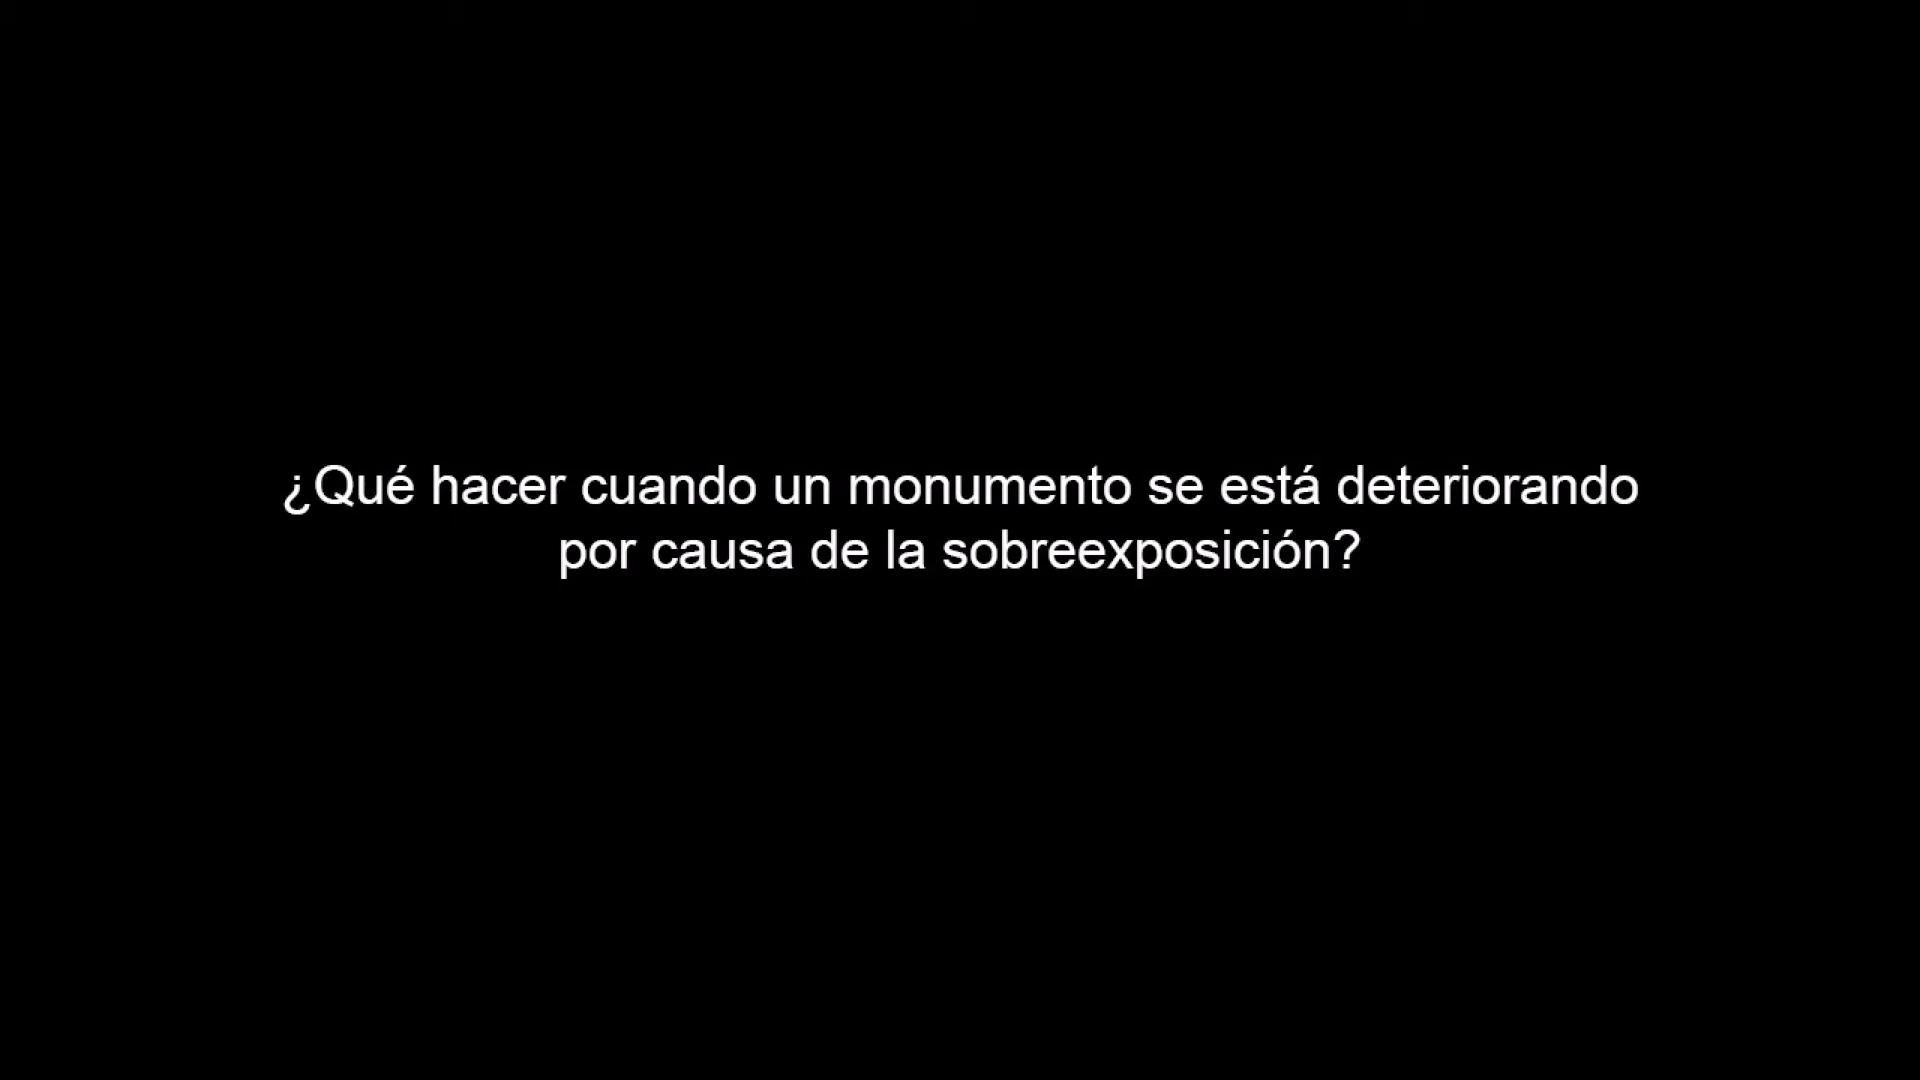 ¿Qué hacer cuando un monumento se está deteriorando
por causa de la sobreexposición?